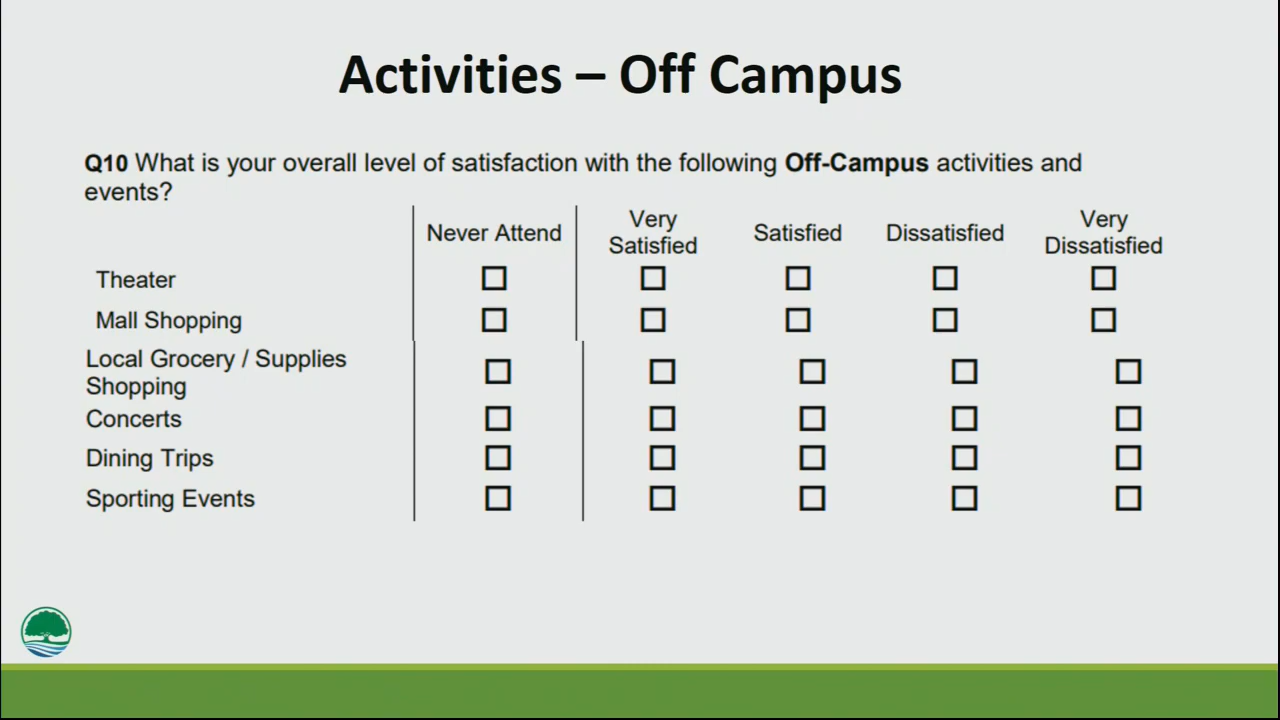 Activities – Off Campus
Q10 What is your overall level of satisfaction with the following Off-Campus activities and
events?
Never Attend Very Satisfied Satisfied Dissatisfied Very Dissatisfied
Theater
Mall Shopping
Local Grocery / Supplies
Shopping
Concerts
Dining Trips
Sporting Events